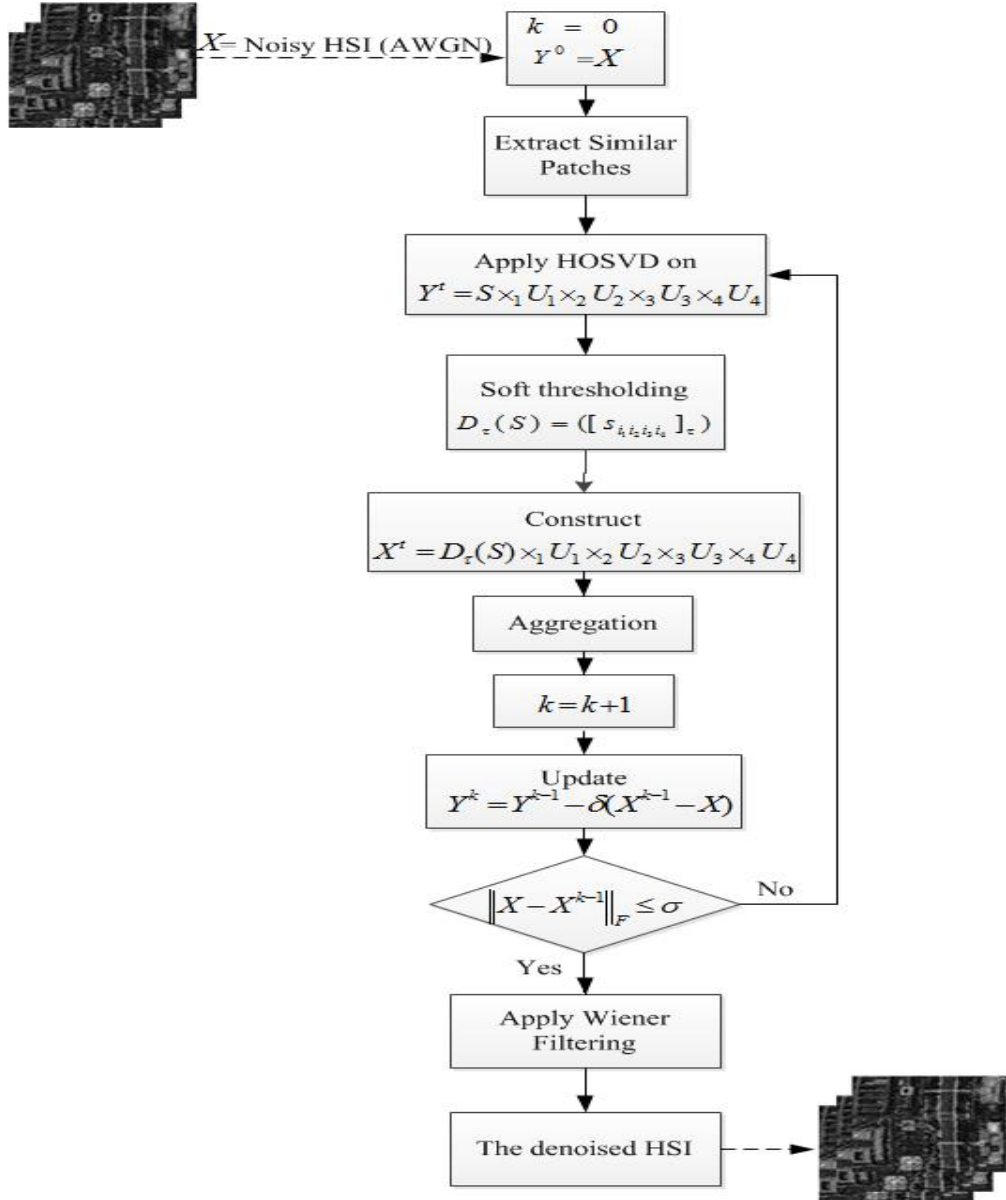 X= Noisy HSI (AWGN)
k = 0
Y⁰ =X
Extract Similar
Patches
Apply HOSVD on
Yᵗ = S ×₁ U₁ ×₂ U₂ ×₃ U₃ ×₄ U₄
Soft thresholding
D_τ (S) = ([ s_{i₁i₂i₃i₄} ]_τ)
Construct
Xᵗ = D_τ(S) ×₁ U₁ ×₂ U₂ ×₃ U₃ ×₄ U₄
Aggregation
k = k+1
Update
Yᵏ = Yᵏ⁻¹ − δ(Xᵏ⁻¹ − X)
‖X − Xᵏ⁻¹‖_F ≤ σ
No
Yes
Apply Wiener
Filtering
The denoised HSI